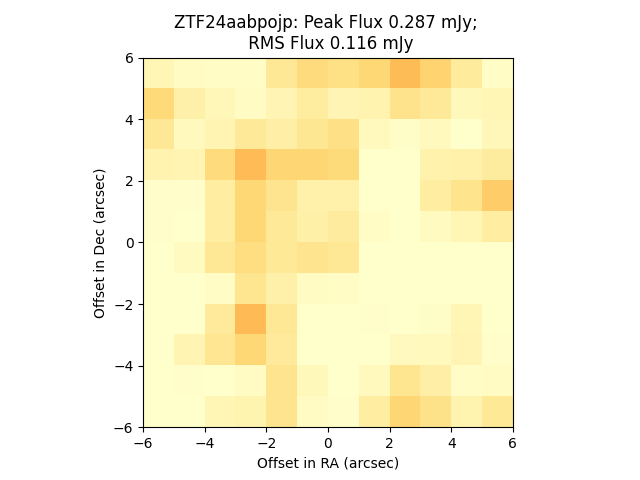 ZTF24aabpojp: Peak Flux 0.287 mJy;
RMS Flux 0.116 mJy
6
4
2
0
−2
−4
−6
Offset in Dec (arcsec)
−6 −4 −2 0 2 4 6
Offset in RA (arcsec)